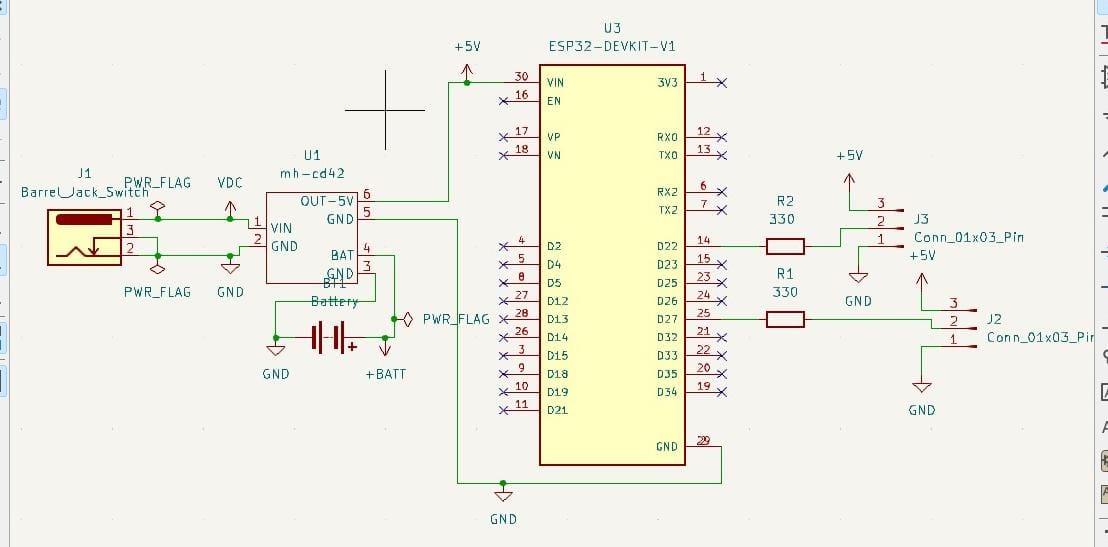 U3
ESP32-DEVKIT-V1
+5V
30 VIN
16 EN
17 VP
18 VN
4 D2
5 D4
8 D5
27 D12
28 D13
26 D14
3 D15
9 D18
10 D19
11 D21
3V3 1
RX0 12
TX0 13
RX2 6
TX2 7
D22 14
D23 15
D25 23
D26 24
D27 25
D32 21
D33 22
D35 20
D34 19
GND 29
J1
Barrel_Jack_Switch
1
3
2
PWR_FLAG
VDC
PWR_FLAG
GND
U1
mh-cd42
1 VIN
2 GND
OUT-5V 6
GND 5
BAT 4
GND 3
BT1
Battery
+
PWR_FLAG
GND
+BATT
GND
R2
330
R1
330
+5V
3
2
1
J3
Conn_01x03_Pin
GND
+5V
3
2
1
J2
Conn_01x03_Pin
GND